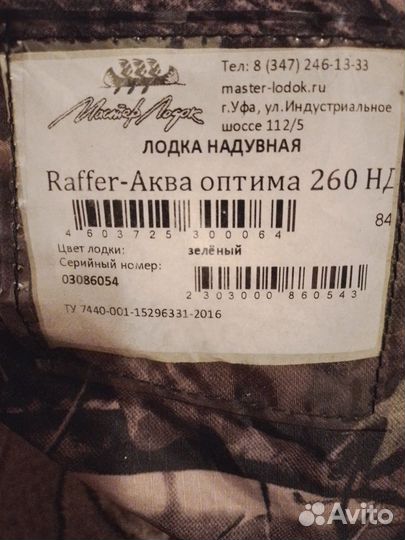 Мастер Лодок
Тел: 8 (347) 246-13-33
master-lodok.ru
г.Уфа, ул.Индустриальное
шоссе 112/5
ЛОДКА НАДУВНАЯ
Raffer-Аква оптима 260 НД
4 603725 300064
84
Цвет лодки: зелёный
Серийный номер:
03086054
2 303000 860543
ТУ 7440-001-15296331-2016
Avito